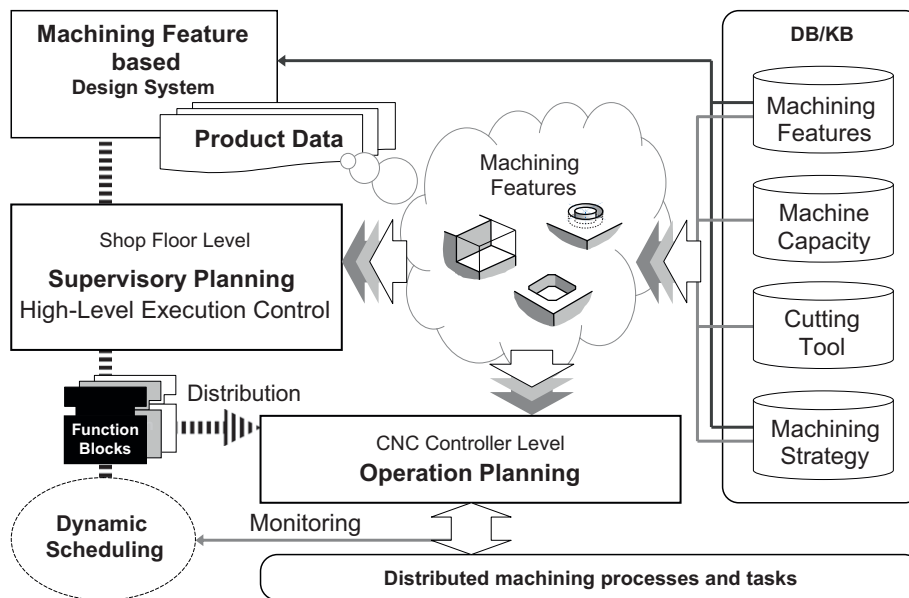 Machining Feature
based
Design System
Product Data
Shop Floor Level
Supervisory Planning
High-Level Execution Control
Function
Blocks
Distribution
Dynamic
Scheduling
Monitoring
Machining
Features
CNC Controller Level
Operation Planning
Distributed machining processes and tasks
DB/KB
Machining
Features
Machine
Capacity
Cutting
Tool
Machining
Strategy